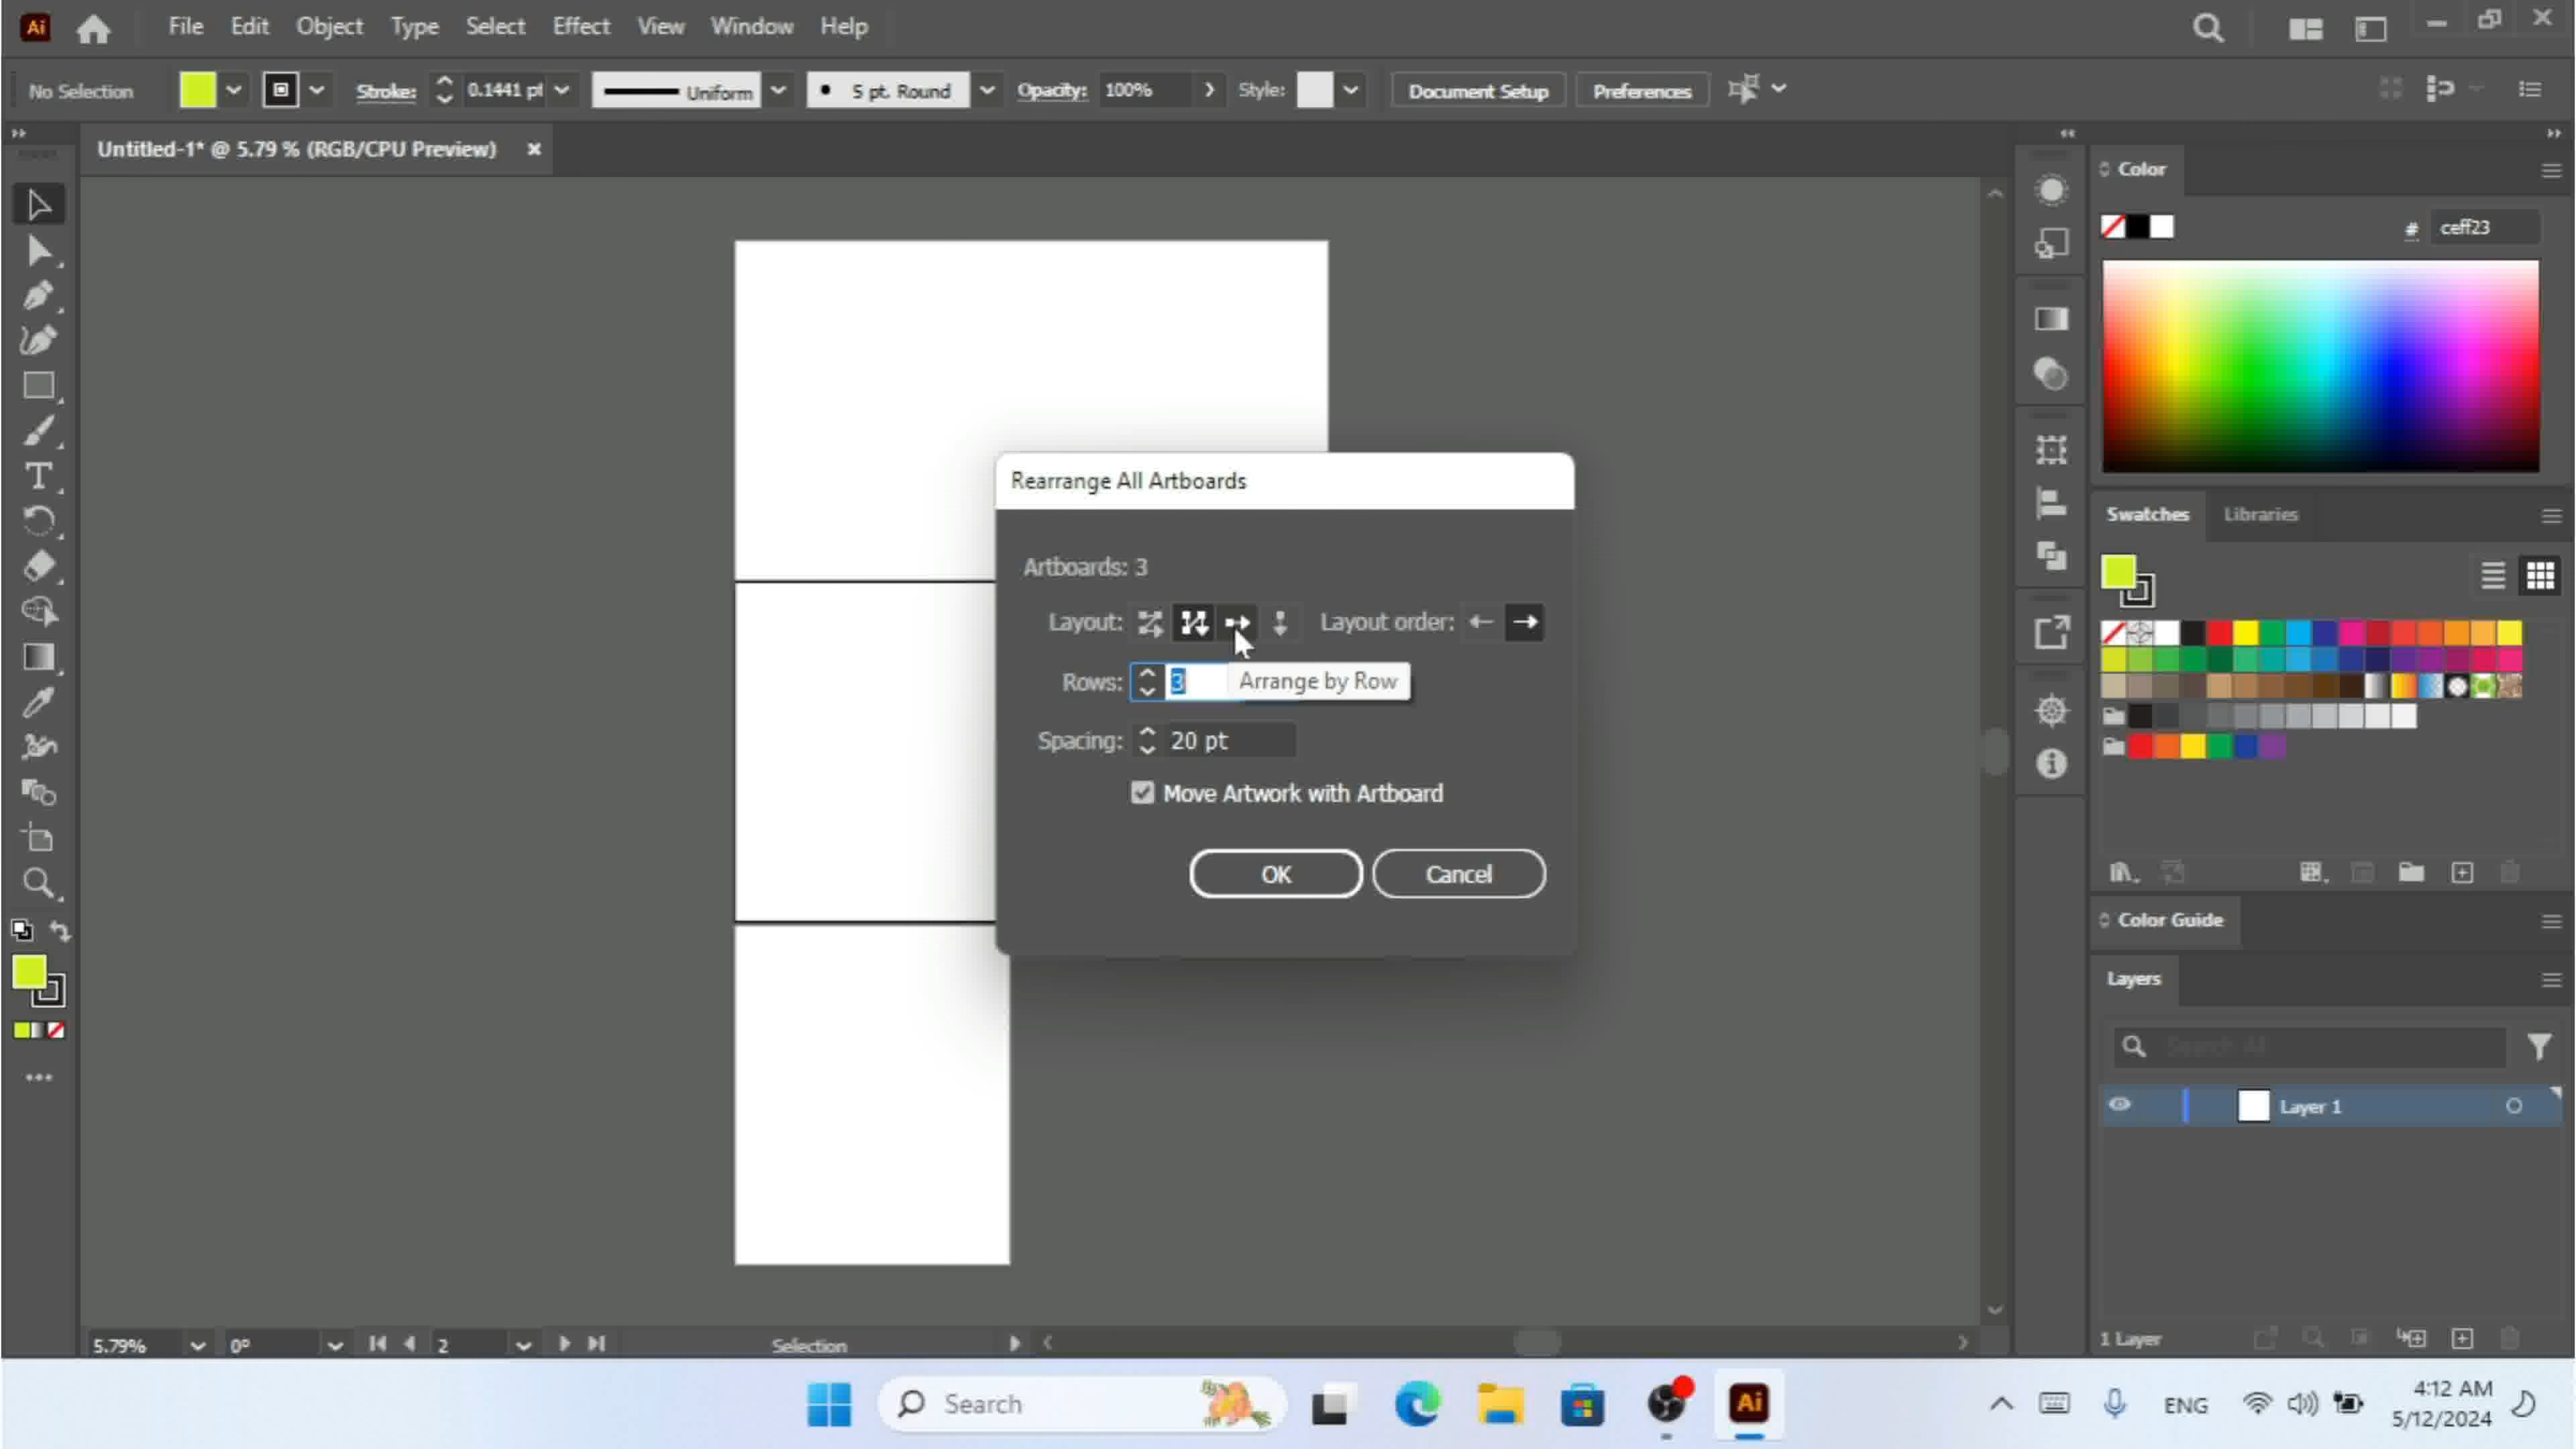 Ai File Edit Object Type Select Effect View Window Help
No Selection Stroke: 0.1441 pt Uniform 5 pt. Round Opacity: 100% Style: Document Setup Preferences
Untitled-1* @ 5.79 % (RGB/CPU Preview)
Color
# ceff23
Rearrange All Artboards
Artboards: 3
Layout: Layout order:
Rows: 3 Arrange by Row
Spacing: 20 pt
Move Artwork with Artboard
OK Cancel
Swatches Libraries
Color Guide
Layers
Search All
Layer 1
1 Layer
5.79% 0° 2 Selection
Search Ai ENG 4:12 AM
5/12/2024